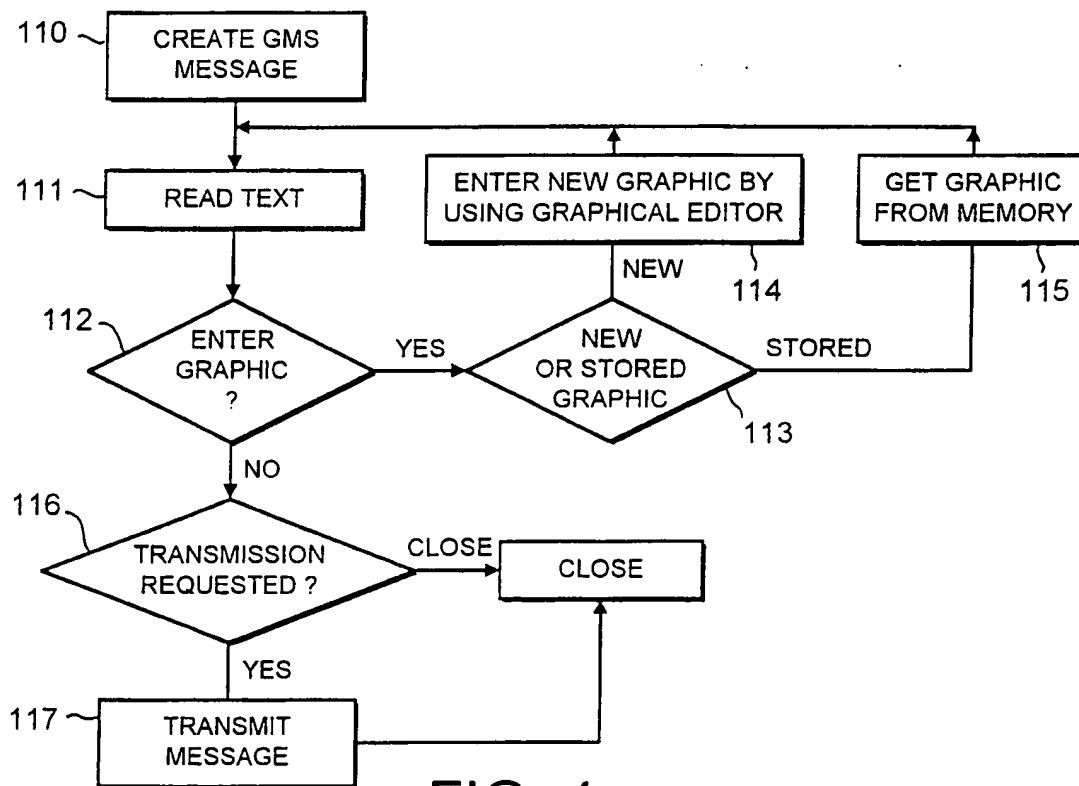 110
CREATE GMS
MESSAGE
111
READ TEXT
ENTER NEW GRAPHIC BY
USING GRAPHICAL EDITOR
114
GET GRAPHIC
FROM MEMORY
115
NEW
112
ENTER
GRAPHIC
?
YES
NEW
OR STORED
GRAPHIC
113
STORED
NO
116
TRANSMISSION
REQUESTED ?
CLOSE
CLOSE
YES
117
TRANSMIT
MESSAGE